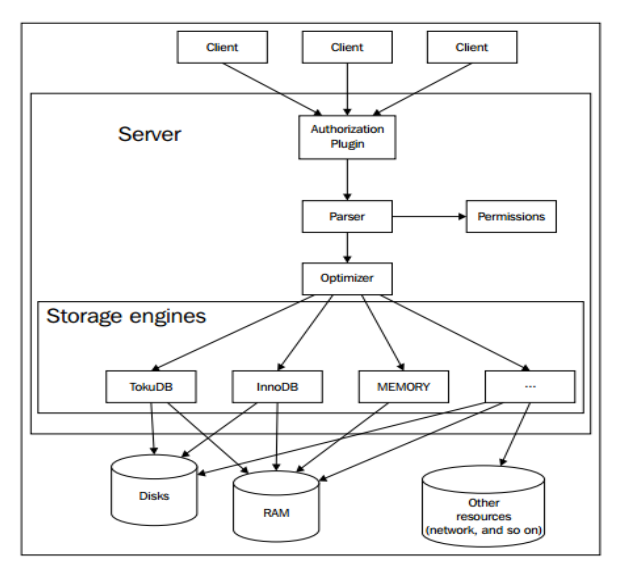 Client
Client
Client
Server
Authorization
Plugin
Parser
Permissions
Optimizer
Storage engines
TokuDB
InnoDB
MEMORY
---
Disks
RAM
Other
resources
(network, and so on)